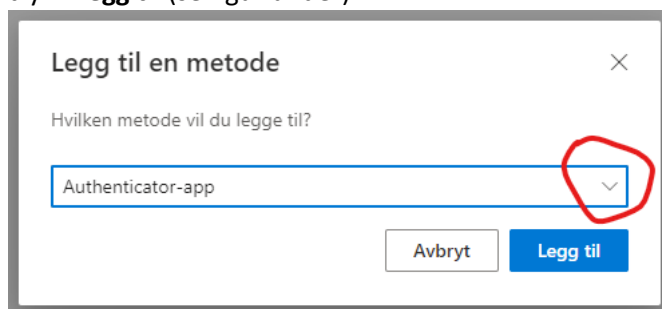 Legg til en metode
Hvilken metode vil du legge til?
Authenticator-app
Avbryt Legg til